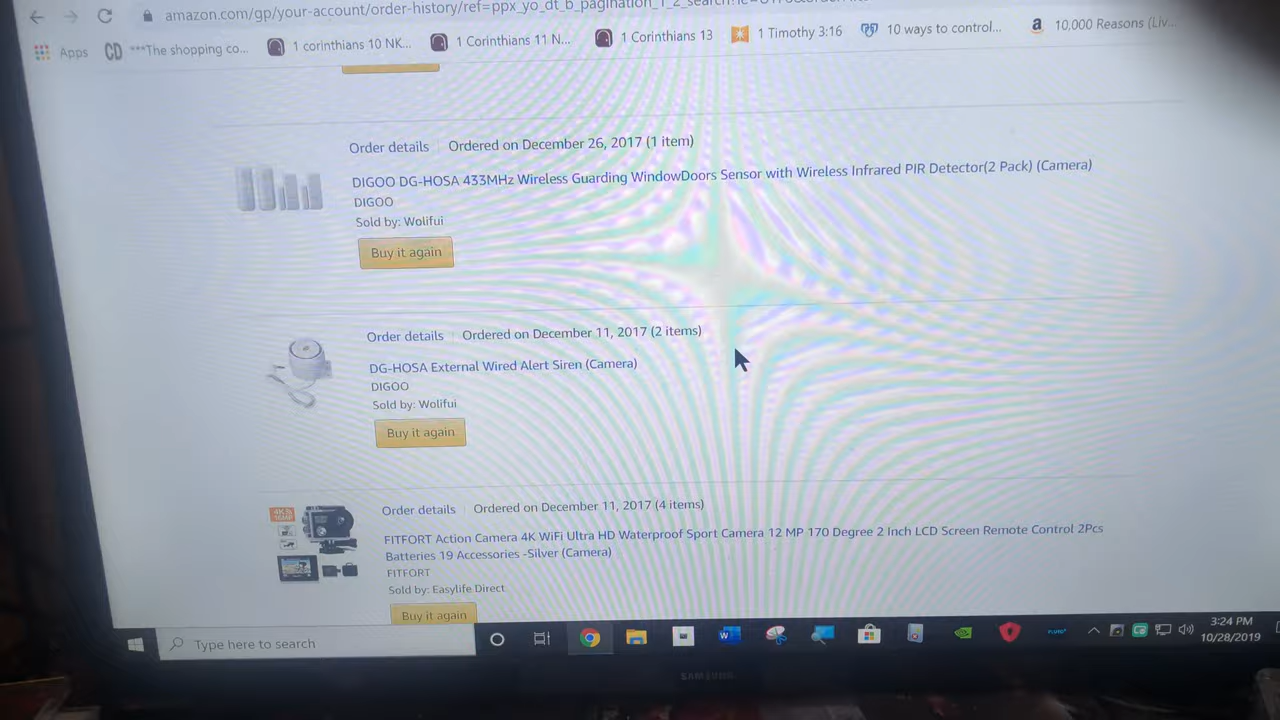 amazon.com/gp/your-account/order-history/ref=ppx_yo_dt_b_pagination_1_2_search?
Apps ***The shopping co... 1 corinthians 10 NK... 1 Corinthians 11 N... 1 Corinthians 13 1 Timothy 3:16 10 ways to control... 10,000 Reasons (Liv...
Order details Ordered on December 26, 2017 (1 item)
DIGOO DG-HOSA 433MHz Wireless Guarding WindowDoors Sensor with Wireless Infrared PIR Detector(2 Pack) (Camera)
DIGOO
Sold by: Wolifui
Buy it again
Order details Ordered on December 11, 2017 (2 items)
DG-HOSA External Wired Alert Siren (Camera)
DIGOO
Sold by: Wolifui
Buy it again
Order details Ordered on December 11, 2017 (4 items)
FITFORT Action Camera 4K WiFi Ultra HD Waterproof Sport Camera 12 MP 170 Degree 2 Inch LCD Screen Remote Control 2Pcs
Batteries 19 Accessories -Silver (Camera)
FITFORT
Sold by: Easylife Direct
Buy it again
Type here to search
3:24 PM
10/28/2019
SAMSUNG